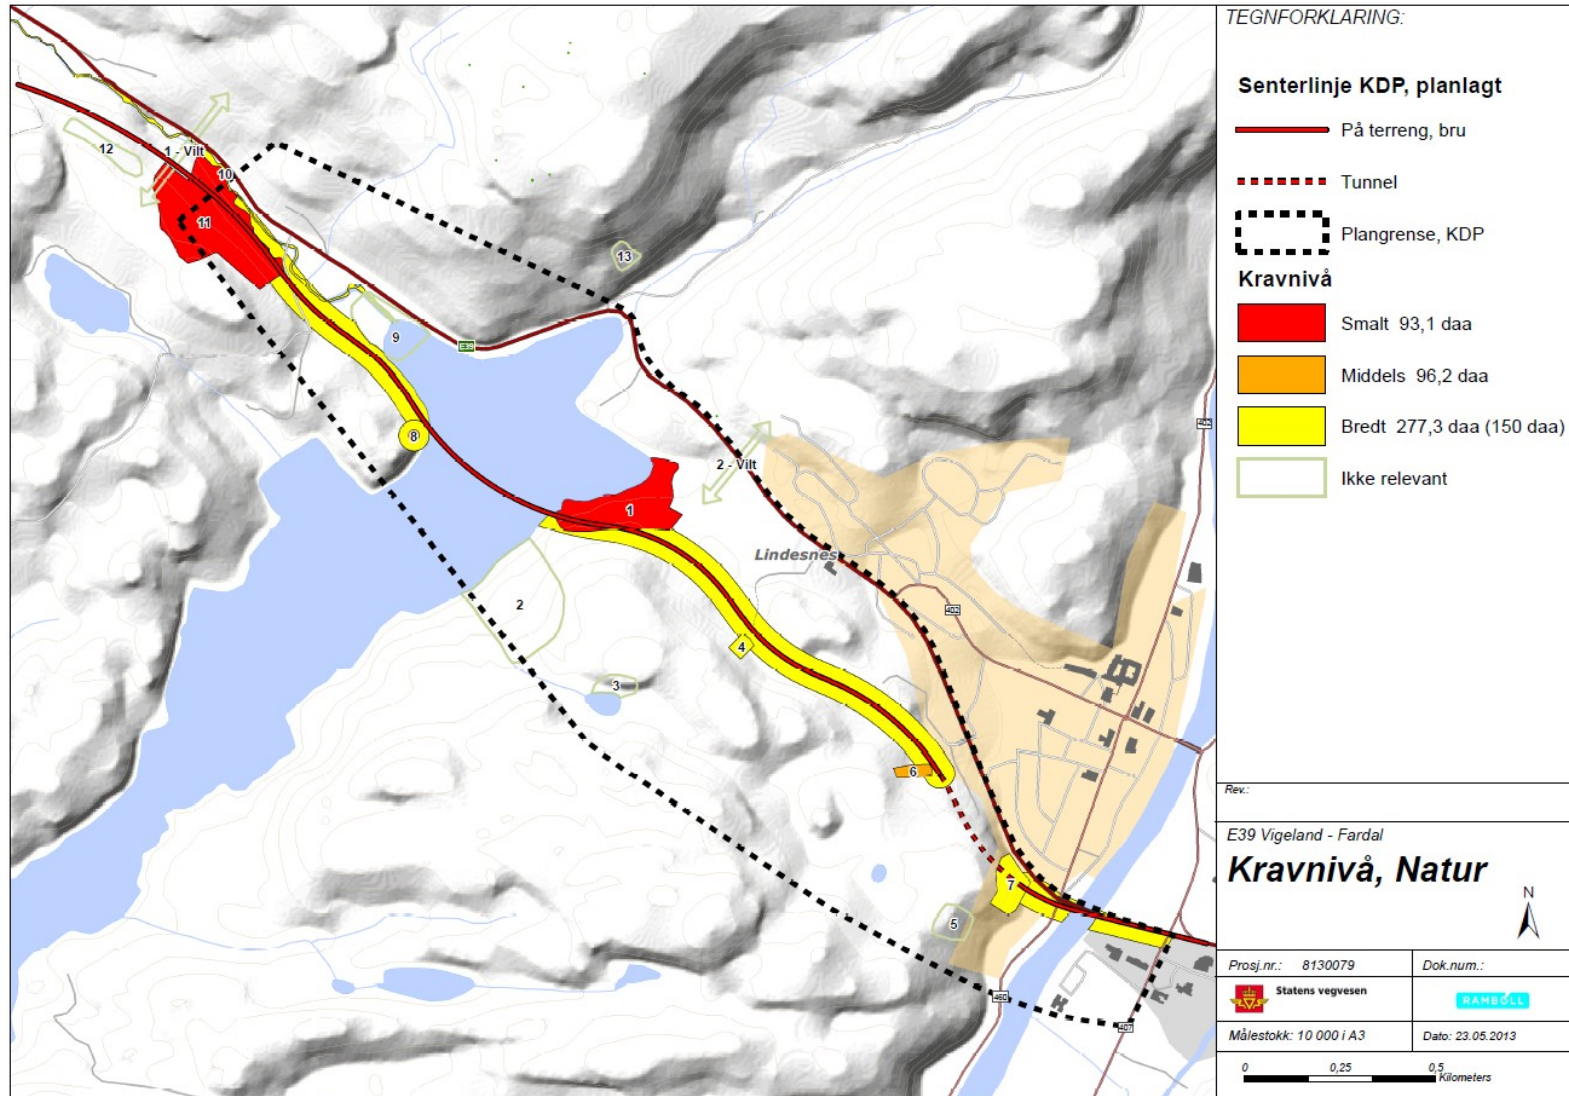 TEGNFORKLARING:
Senterlinje KDP, planlagt
På terreng, bru
Tunnel
Plangrense, KDP
Kravnivå
Smalt 93,1 daa
Middels 96,2 daa
Bredt 277,3 daa (150 daa)
Ikke relevant
Rev.:
E39 Vigeland - Fardal
Kravnivå, Natur
N
Prosj.nr.: 8130079
Dok.num.:
Statens vegvesen
RAMBOLL
Målestokk: 10 000 i A3
Dato: 23.05.2013
0 0,25 0,5
Kilometers
12
1 - Vilt
10
11
13
9
E39
8
402
2 - Vilt
1
Lindesnes
2
402
4
3
6
7
5
460
407